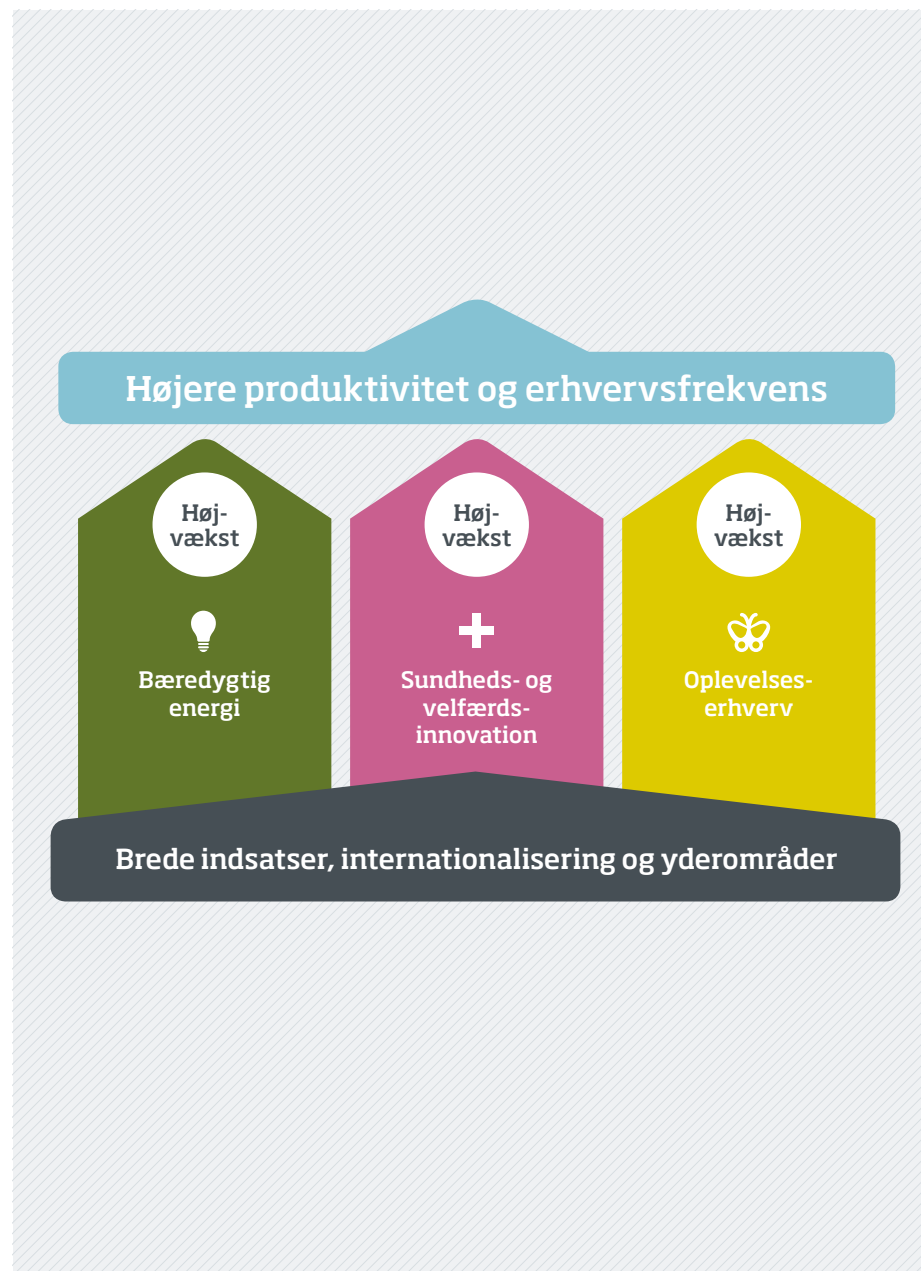 Højere produktivitet og erhvervsfrekvens
Høj-
vækst
Bæredygtig
energi
Høj-
vækst
Sundheds- og
velfærds-
innovation
Høj-
vækst
Oplevelses-
erhverv
Brede indsatser, internationalisering og yderområder